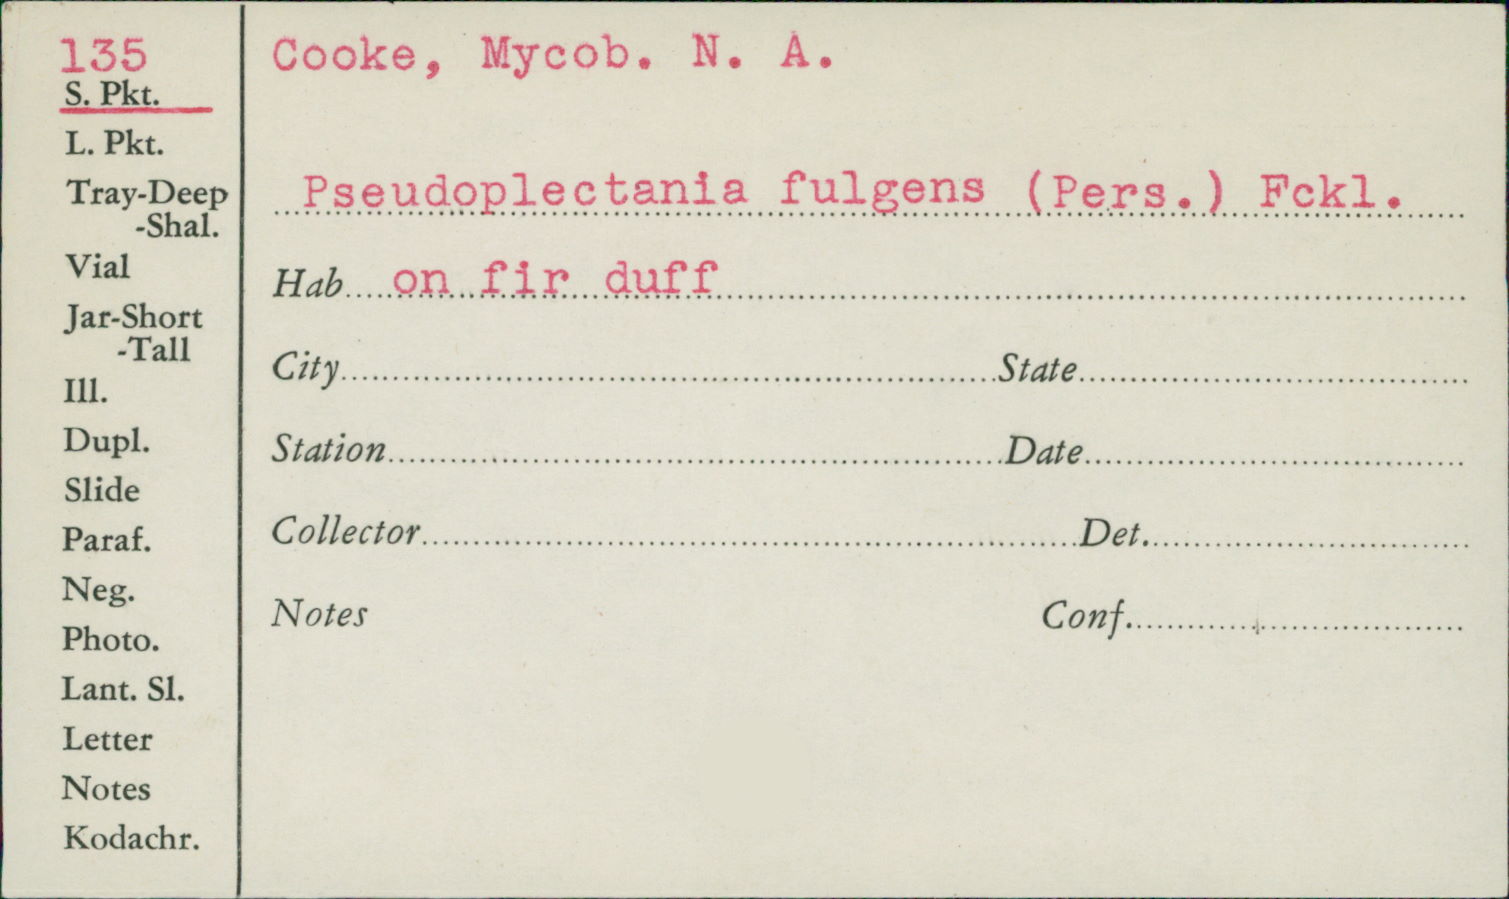 135
S. Pkt.
L. Pkt.
Tray-Deep
-Shal.
Vial
Jar-Short
-Tall
Ill.
Dupl.
Slide
Paraf.
Neg.
Photo.
Lant. Sl.
Letter
Notes
Kodachr.
Cooke, Mycob. N. A.
Pseudoplectania fulgens (Pers.) Fckl.
Hab on fir duff
City State
Station Date
Collector Det.
Notes Conf.